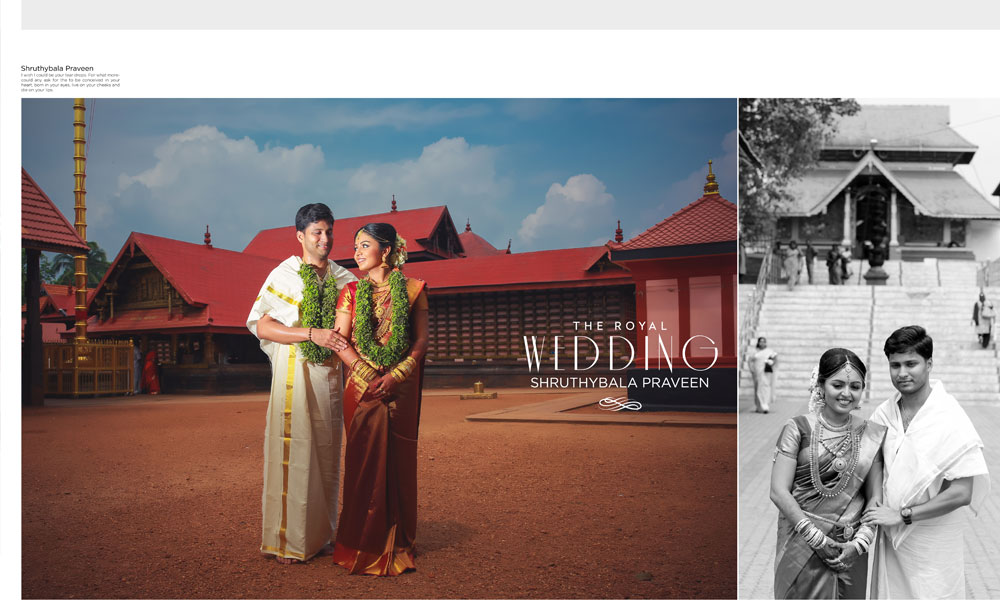 Shruthybala Praveen
I wish I could be your tear-drops. For what more-
could any ask for the to be conceived in your
heart, born in your eyes, live on your cheeks and
die on your lips.
THE ROYAL
WEDDING
SHRUTHYBALA PRAVEEN